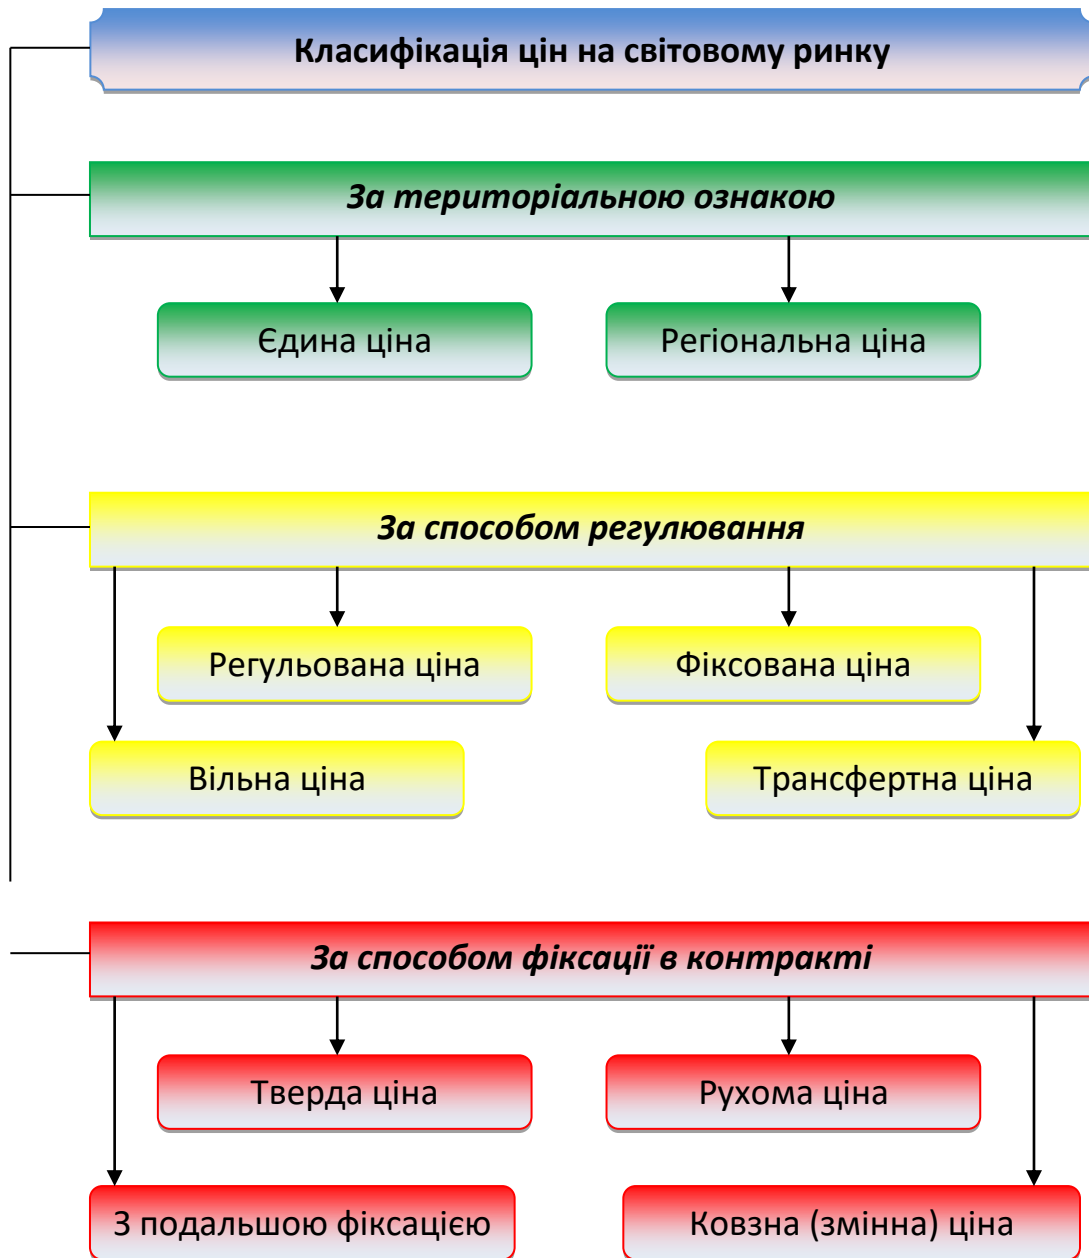 Класифікація цін на світовому ринку
За територіальною ознакою
Єдина ціна
Регіональна ціна
За способом регулювання
Регульована ціна
Фіксована ціна
Вільна ціна
Трансфертна ціна
За способом фіксації в контракті
Тверда ціна
Рухома ціна
З подальшою фіксацією
Ковзна (змінна) ціна